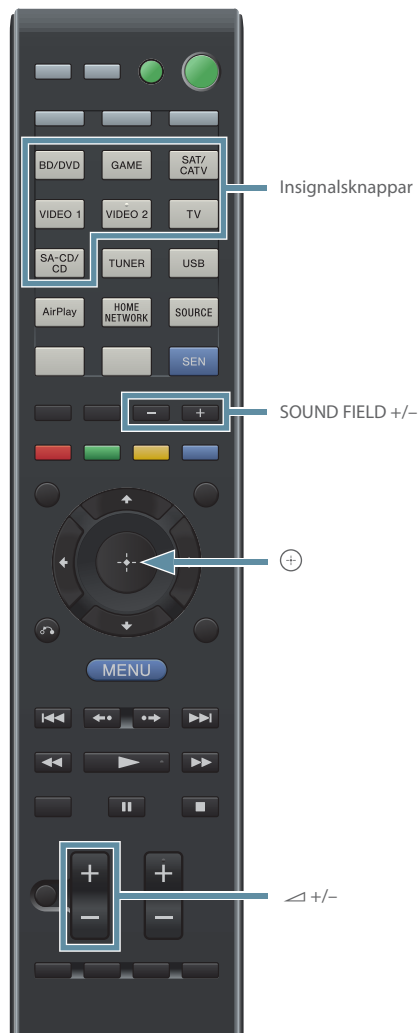 BD/DVD GAME SAT/
CATV
Insignalsknappar
VIDEO 1 VIDEO 2 TV
SA-CD/
CD TUNER USB
AirPlay HOME
NETWORK SOURCE
SEN
– +
SOUND FIELD +/–
MENU
+ +
– –
+/–